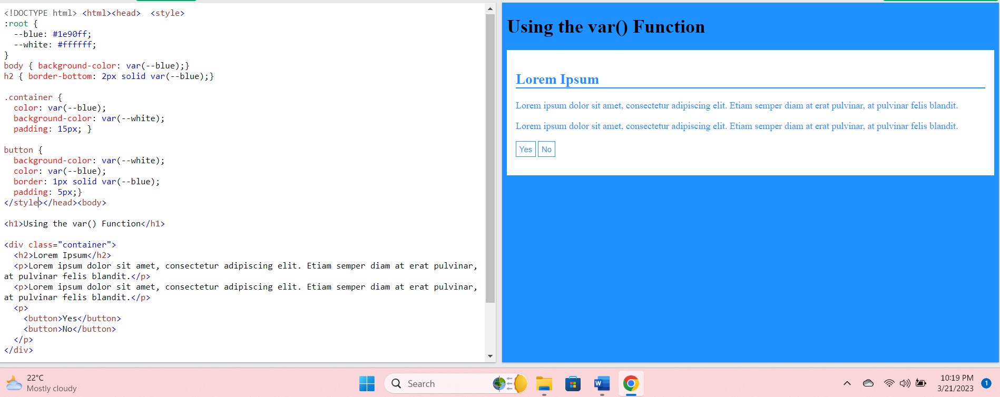 <!DOCTYPE html> <html><head>  <style>
:root {
  --blue: #1e90ff;
  --white: #ffffff;
}
body { background-color: var(--blue);}
h2 { border-bottom: 2px solid var(--blue);}

.container {
  color: var(--blue);
  background-color: var(--white);
  padding: 15px; }

button {
  background-color: var(--white);
  color: var(--blue);
  border: 1px solid var(--blue);
  padding: 5px;}
</style></head><body>

<h1>Using the var() Function</h1>

<div class="container">
  <h2>Lorem Ipsum</h2>
  <p>Lorem ipsum dolor sit amet, consectetur adipiscing elit. Etiam semper diam at erat pulvinar,
at pulvinar felis blandit.</p>
  <p>Lorem ipsum dolor sit amet, consectetur adipiscing elit. Etiam semper diam at erat pulvinar,
at pulvinar felis blandit.</p>
  <p>
    <button>Yes</button>
    <button>No</button>
  </p>
</div>
Using the var() Function
Lorem Ipsum
Lorem ipsum dolor sit amet, consectetur adipiscing elit. Etiam semper diam at erat pulvinar, at pulvinar felis blandit.
Lorem ipsum dolor sit amet, consectetur adipiscing elit. Etiam semper diam at erat pulvinar, at pulvinar felis blandit.
Yes No
22°C
Mostly cloudy
Search
W
10:19 PM
3/21/2023
1